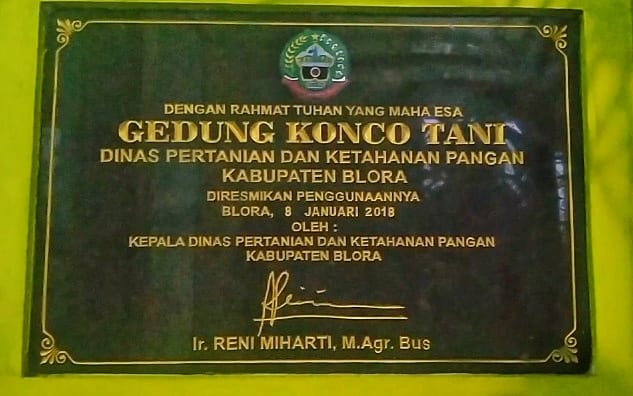 DENGAN RAHMAT TUHAN YANG MAHA ESA
GEDUNG KONCO TANI
DINAS PERTANIAN DAN KETAHANAN PANGAN
KABUPATEN BLORA
DIRESMIKAN PENGGUNAANNYA
BLORA, 8 JANUARI 2018
OLEH :
KEPALA DINAS PERTANIAN DAN KETAHANAN PANGAN
KABUPATEN BLORA
Ir. RENI MIHARTI, M.Agr. Bus